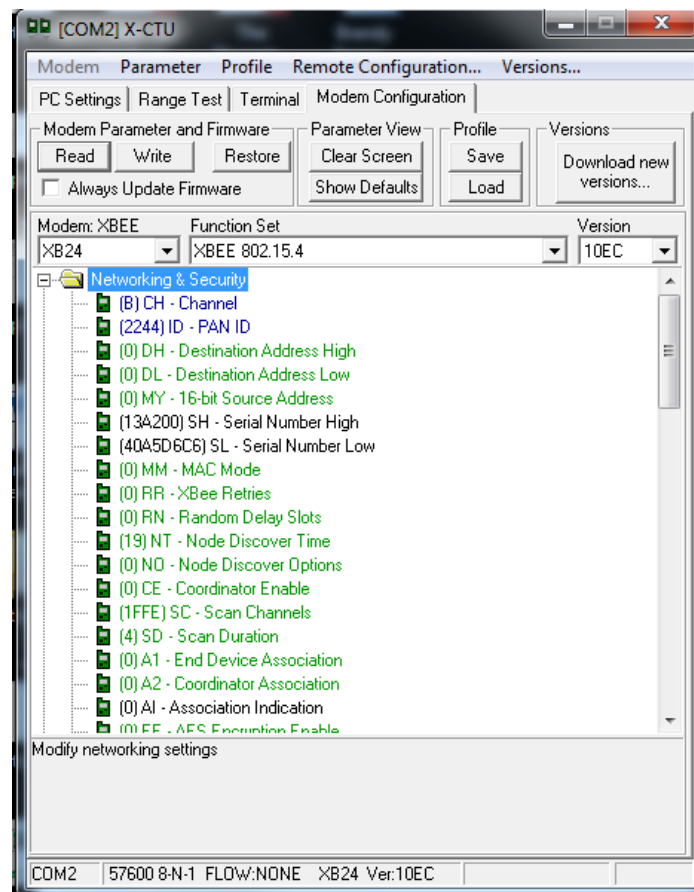 [COM2] X-CTU
Modem Parameter Profile Remote Configuration... Versions...
PC Settings Range Test Terminal Modem Configuration
Modem Parameter and Firmware Parameter View Profile Versions
Read Write Restore Clear Screen Save Download new versions...
Always Update Firmware Show Defaults Load
Modem: XBEE Function Set Version
XB24 XBEE 802.15.4 10EC
Networking & Security
(B) CH - Channel
(2244) ID - PAN ID
(0) DH - Destination Address High
(0) DL - Destination Address Low
(0) MY - 16-bit Source Address
(13A200) SH - Serial Number High
(40A5D6C6) SL - Serial Number Low
(0) MM - MAC Mode
(0) RR - XBee Retries
(0) RN - Random Delay Slots
(19) NT - Node Discover Time
(0) NO - Node Discover Options
(0) CE - Coordinator Enable
(1FFE) SC - Scan Channels
(4) SD - Scan Duration
(0) A1 - End Device Association
(0) A2 - Coordinator Association
(0) AI - Association Indication
(0) EE - AES Encryption Enable
Modify networking settings
COM2 57600 8-N-1 FLOW:NONE XB24 Ver:10EC